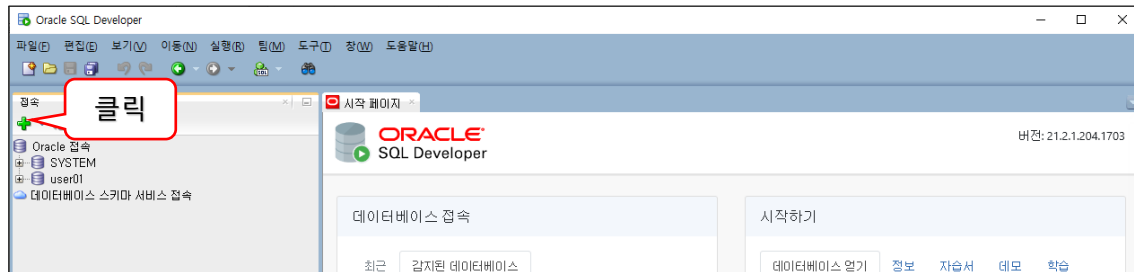 Oracle SQL Developer
파일(F) 편집(E) 보기(V) 이동(N) 실행(R) 팀(M) 도구(T) 창(W) 도움말(H)
접속
클릭
시작 페이지
Oracle 접속
SYSTEM
user01
데이터베이스 스키마 서비스 접속
ORACLE
SQL Developer
버전: 21.2.1.204.1703
데이터베이스 접속
시작하기
최근 감지된 데이터베이스
데이터베이스 열기 정보 자습서 데모 학습